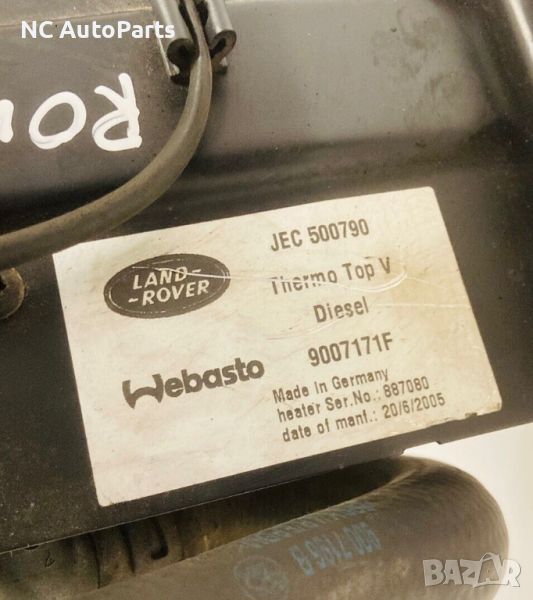 NC AutoParts
JEC 500790
LAND-
-ROVER
Thermo Top V
Diesel
Webasto
9007171F
Made In Germany
heater Ser.No.: 887080
date of manf.: 20/6/2005
BAZAR